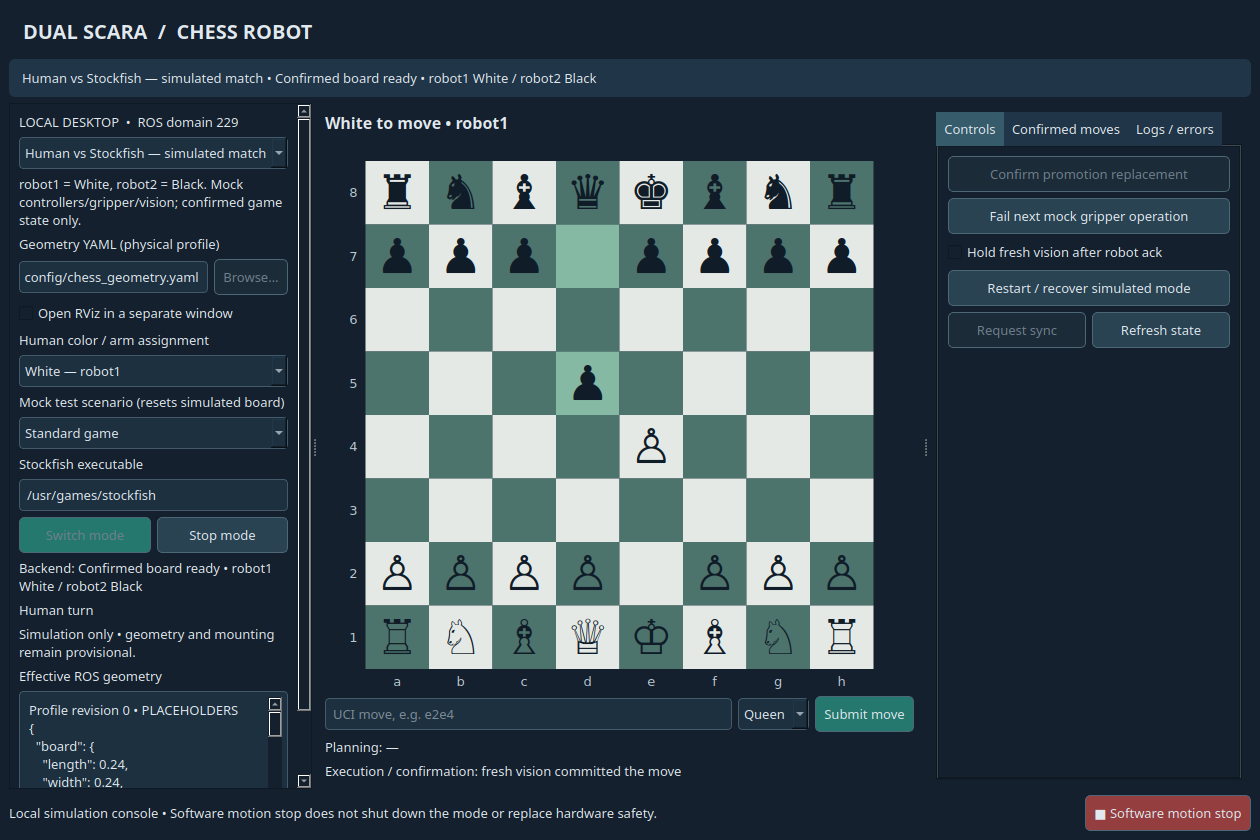 DUAL SCARA / CHESS ROBOT
Human vs Stockfish — simulated match • Confirmed board ready • robot1 White / robot2 Black
LOCAL DESKTOP • ROS domain 229
Human vs Stockfish — simulated match
robot1 = White, robot2 = Black. Mock
controllers/gripper/vision; confirmed game
state only.
Geometry YAML (physical profile)
config/chess_geometry.yaml
Browse...
Open RViz in a separate window
Human color / arm assignment
White — robot1
Mock test scenario (resets simulated board)
Standard game
Stockfish executable
/usr/games/stockfish
Switch mode
Stop mode
Backend: Confirmed board ready • robot1
White / robot2 Black
Human turn
Simulation only • geometry and mounting
remain provisional.
Effective ROS geometry
Profile revision 0 • PLACEHOLDERS
{
"board": {
"length": 0.24,
"width": 0.24,
White to move • robot1
8
7
6
5
4
3
2
1
a b c d e f g h
UCI move, e.g. e2e4
Queen
Submit move
Planning: —
Execution / confirmation: fresh vision committed the move
Controls
Confirmed moves
Logs / errors
Confirm promotion replacement
Fail next mock gripper operation
Hold fresh vision after robot ack
Restart / recover simulated mode
Request sync
Refresh state
Local simulation console • Software motion stop does not shut down the mode or replace hardware safety.
Software motion stop